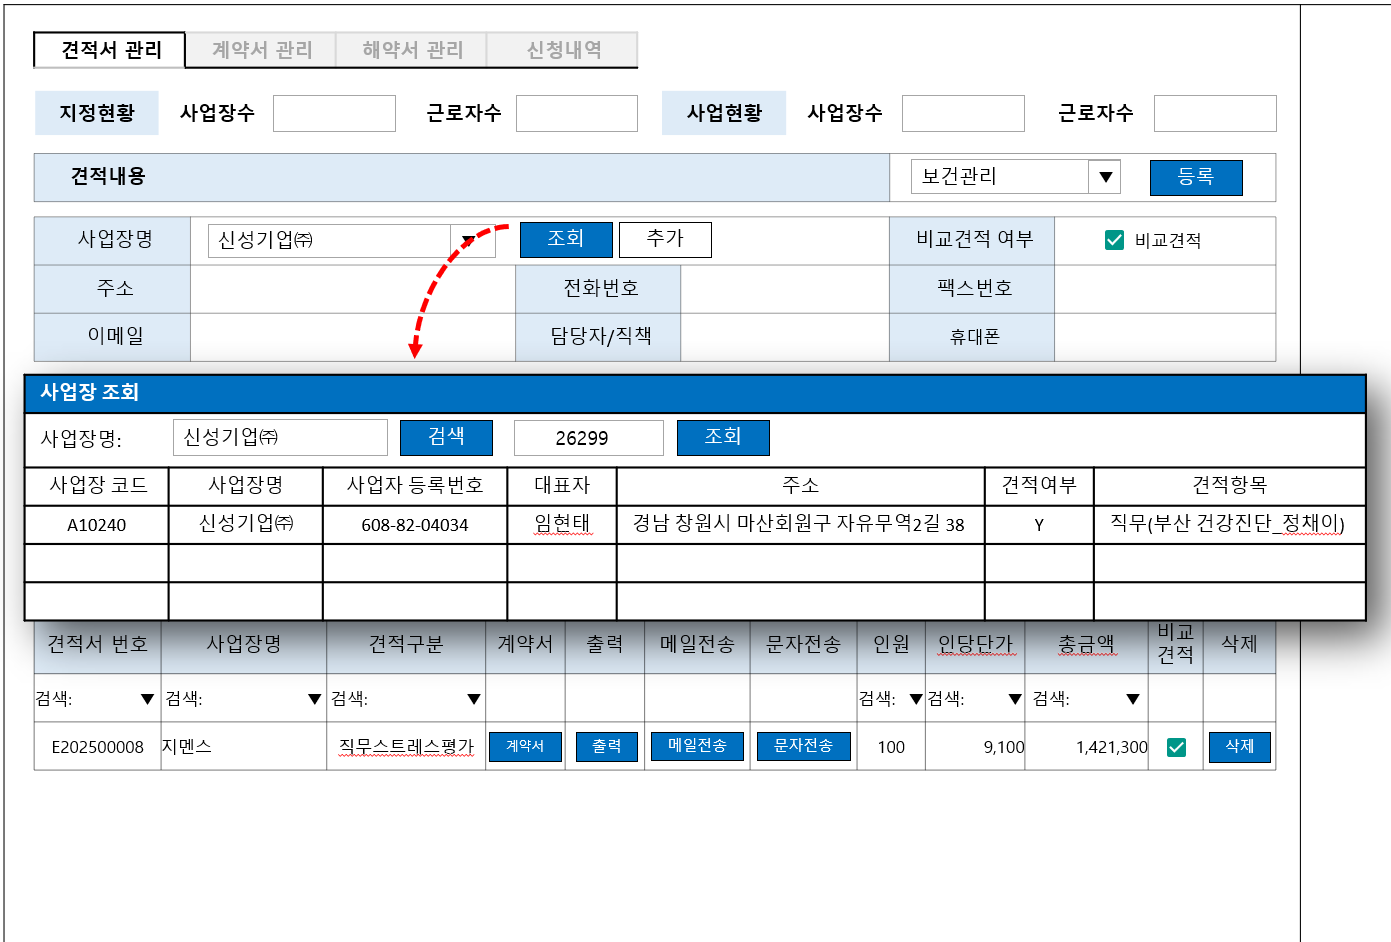 견적서 관리 계약서 관리 해약서 관리 신청내역
지정현황 사업장수 근로자수 사업현황 사업장수 근로자수
견적내용 보건관리 ▼ 등록
사업장명 신성기업㈜ ▼ 조회 추가 비교견적 여부 비교견적
주소 전화번호 팩스번호
이메일 담당자/직책 휴대폰
사업장 조회
사업장명: 신성기업㈜ 검색 26299 조회
사업장 코드 사업장명 사업자 등록번호 대표자 주소 견적여부 견적항목
A10240 신성기업㈜ 608-82-04034 임현태 경남 창원시 마산회원구 자유무역2길 38 Y 직무(부산 건강진단_정채이)
견적서 번호 사업장명 견적구분 계약서 출력 메일전송 문자전송 인원 인당단가 총금액 비교 견적 삭제
검색: ▼ 검색: ▼ 검색: ▼ 검색: ▼ 검색: ▼ 검색: ▼
E202500008 지멘스 직무스트레스평가 계약서 출력 메일전송 문자전송 100 9,100 1,421,300 삭제